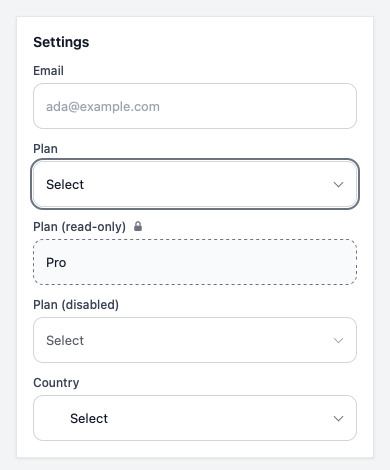 Settings
Email
ada@example.com
Plan
Select
Plan (read-only)
Pro
Plan (disabled)
Select
Country
Select